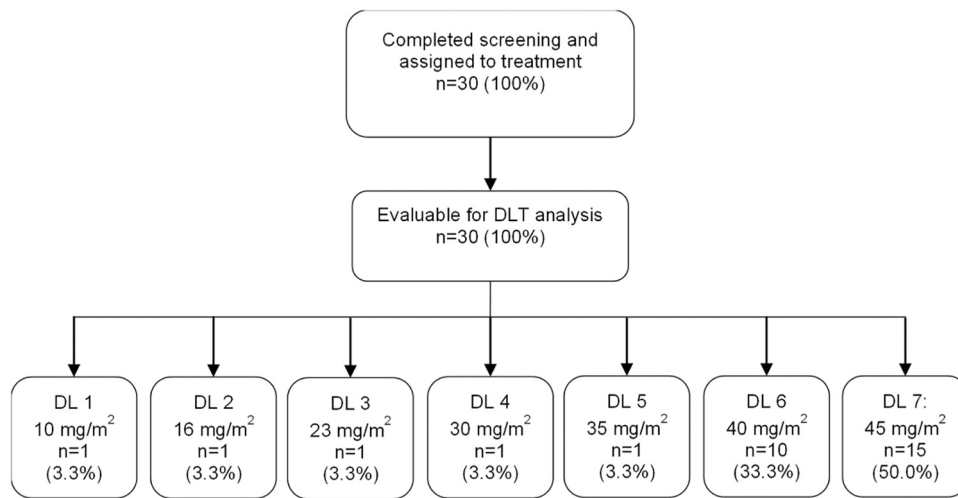 Completed screening and
assigned to treatment
n=30 (100%)
Evaluable for DLT analysis
n=30 (100%)
DL 1
10 mg/m²
n=1
(3.3%)
DL 2
16 mg/m²
n=1
(3.3%)
DL 3
23 mg/m²
n=1
(3.3%)
DL 4
30 mg/m²
n=1
(3.3%)
DL 5
35 mg/m²
n=1
(3.3%)
DL 6
40 mg/m²
n=10
(33.3%)
DL 7:
45 mg/m²
n=15
(50.0%)